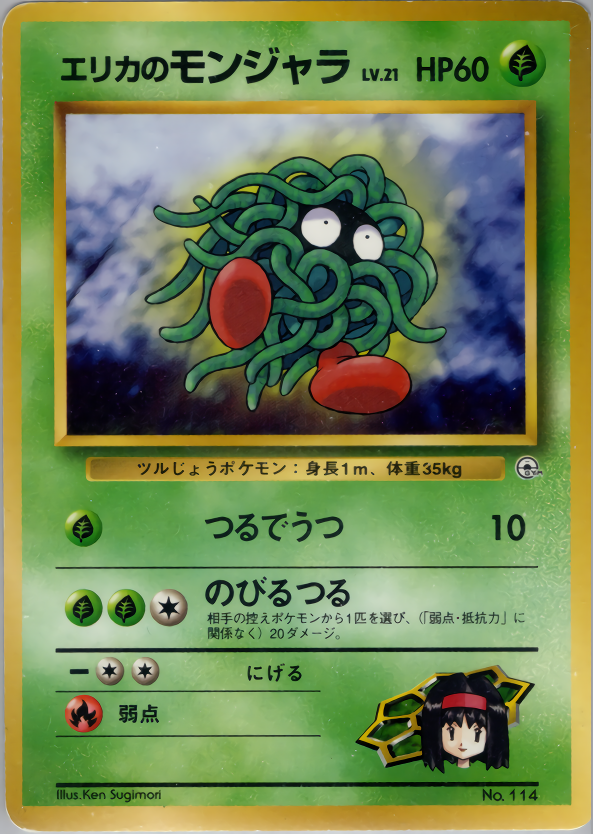 エリカのモンジャラ LV.21 HP60
ツルじょうポケモン：身長1m、体重35kg
GYM
つるでうつ 10
のびるつる
相手の控えポケモンから1匹を選び、(「弱点・抵抗力」に
関係なく) 20ダメージ。
− にげる
弱点
Illus.Ken Sugimori No. 114